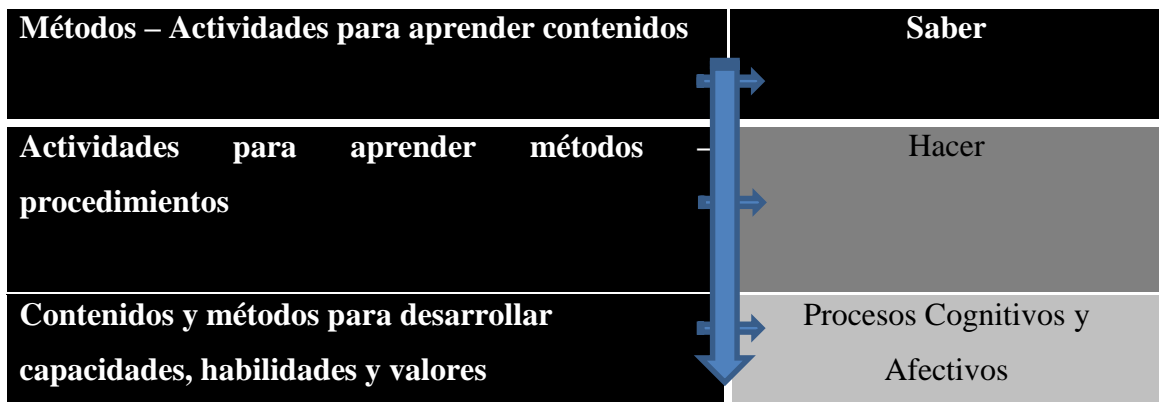 Métodos – Actividades para aprender contenidos
Saber
Actividades para aprender métodos –
procedimientos
Hacer
Contenidos y métodos para desarrollar
capacidades, habilidades y valores
Procesos Cognitivos y
Afectivos